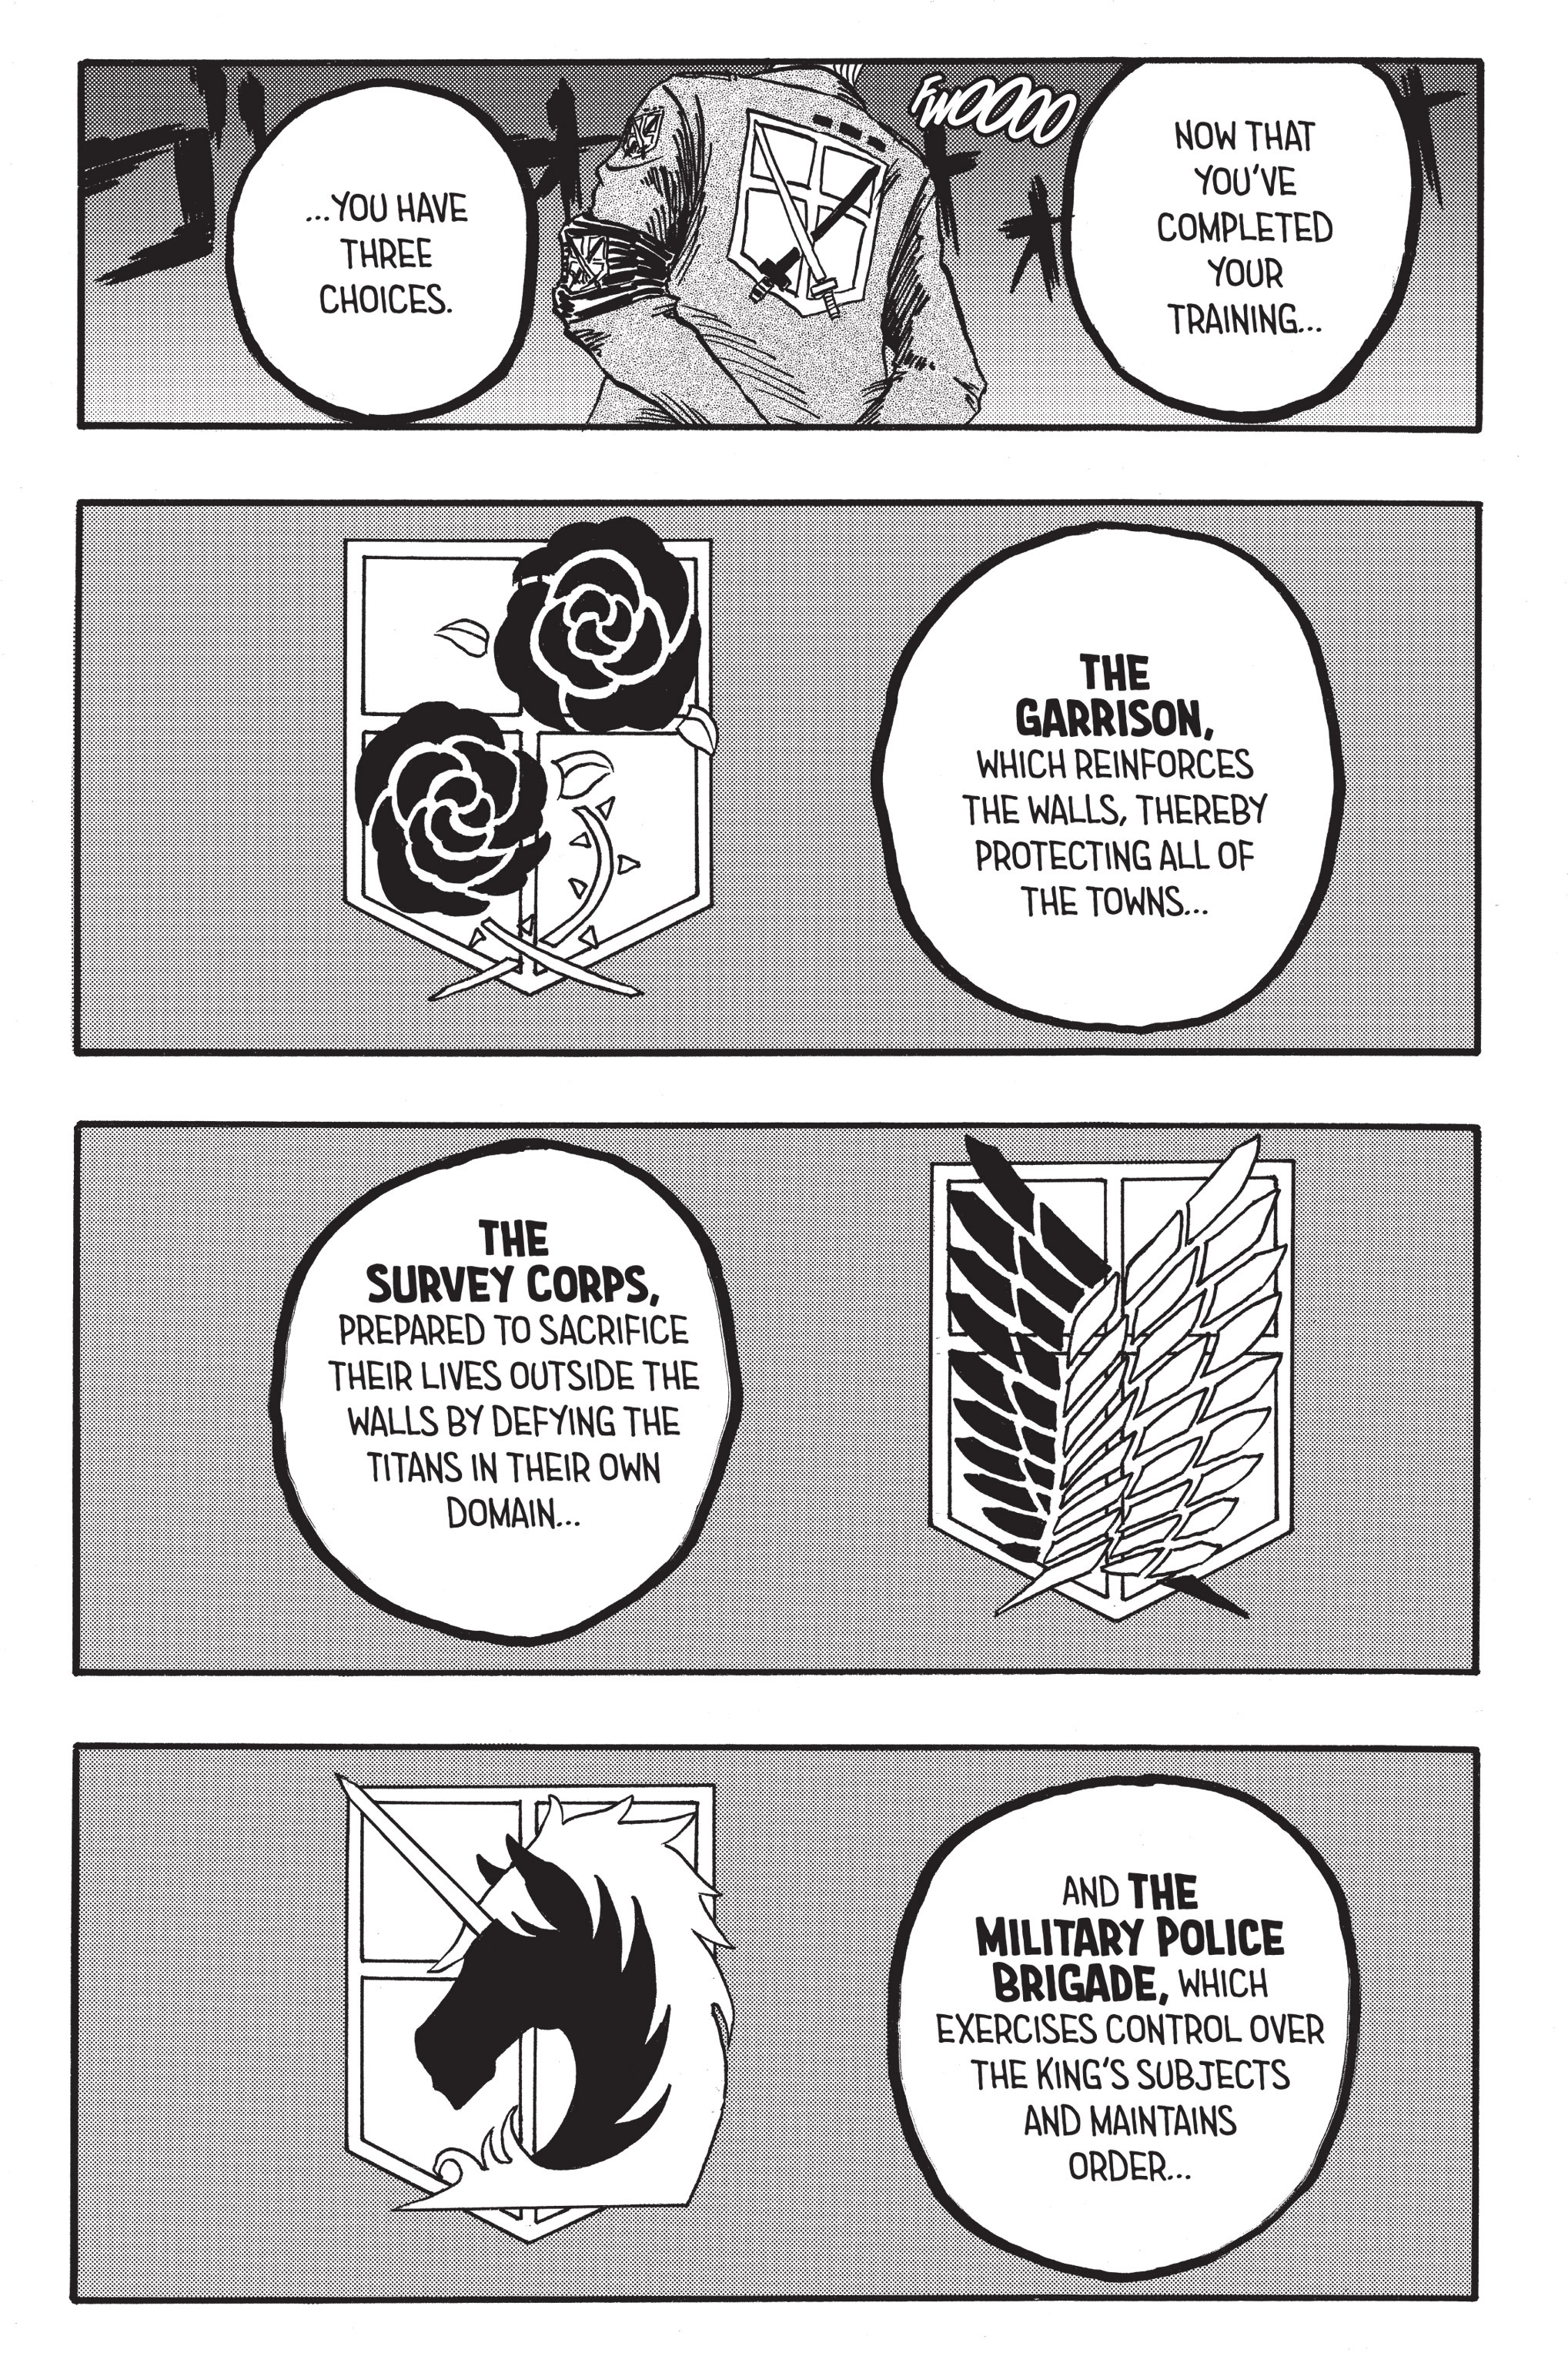 NOW THAT
YOU'VE
COMPLETED
YOUR
TRAINING...
FWOOOO
...YOU HAVE
THREE
CHOICES.
THE
GARRISON,
WHICH REINFORCES
THE WALLS, THEREBY
PROTECTING ALL OF
THE TOWNS...
THE
SURVEY CORPS,
PREPARED TO SACRIFICE
THEIR LIVES OUTSIDE THE
WALLS BY DEFYING THE
TITANS IN THEIR OWN
DOMAIN...
AND THE
MILITARY POLICE
BRIGADE, WHICH
EXERCISES CONTROL OVER
THE KING'S SUBJECTS
AND MAINTAINS
ORDER...